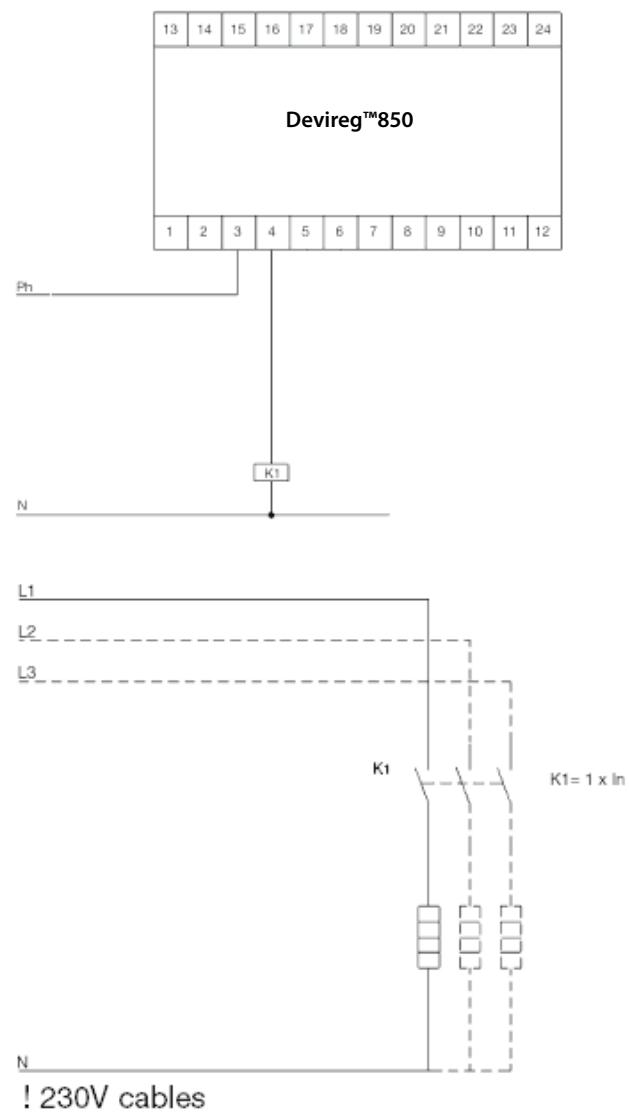 13 14 15 16 17 18 19 20 21 22 23 24
Devireg™850
1 2 3 4 5 6 7 8 9 10 11 12
Ph
K1
N
L1
L2
L3
K1
K1= 1 x In
N
! 230V cables